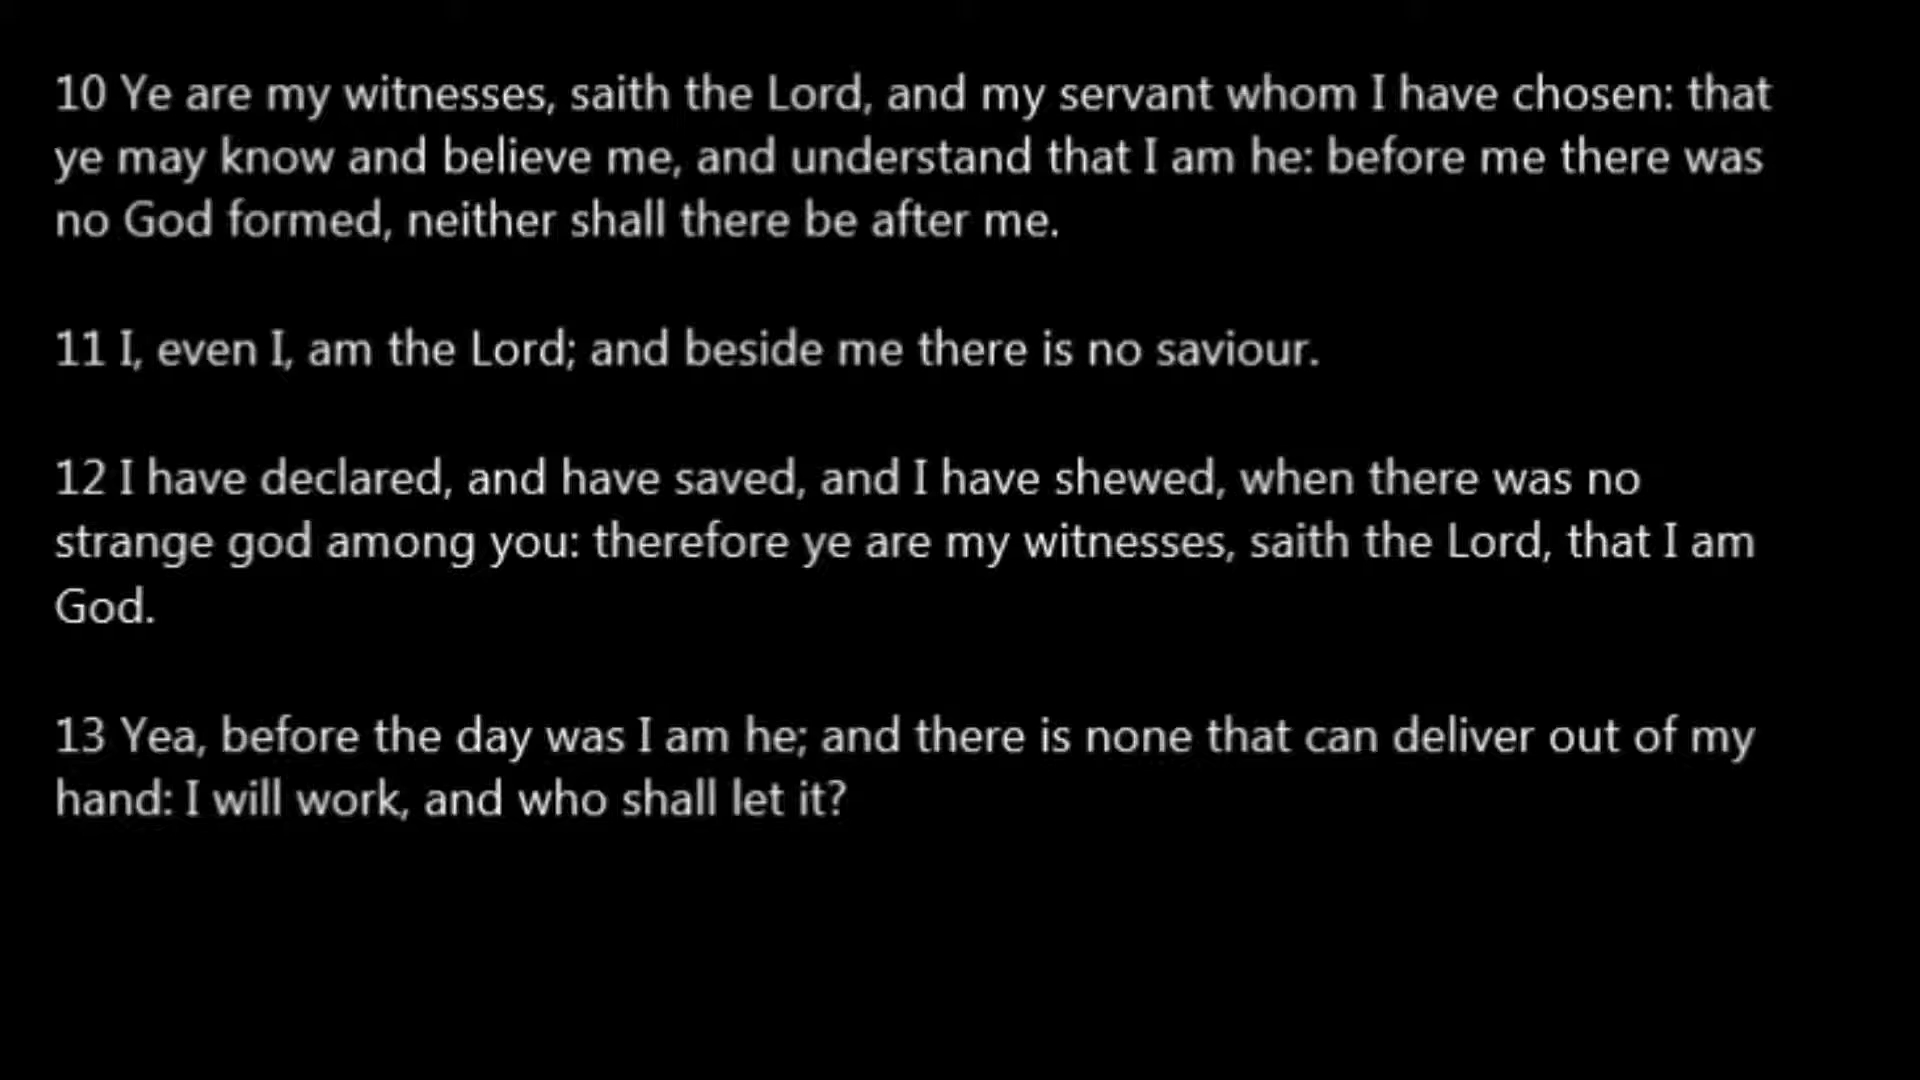 10 Ye are my witnesses, saith the Lord, and my servant whom I have chosen: that
ye may know and believe me, and understand that I am he: before me there was
no God formed, neither shall there be after me.
11 I, even I, am the Lord; and beside me there is no saviour.
12 I have declared, and have saved, and I have shewed, when there was no
strange god among you: therefore ye are my witnesses, saith the Lord, that I am
God.
13 Yea, before the day was I am he; and there is none that can deliver out of my
hand: I will work, and who shall let it?